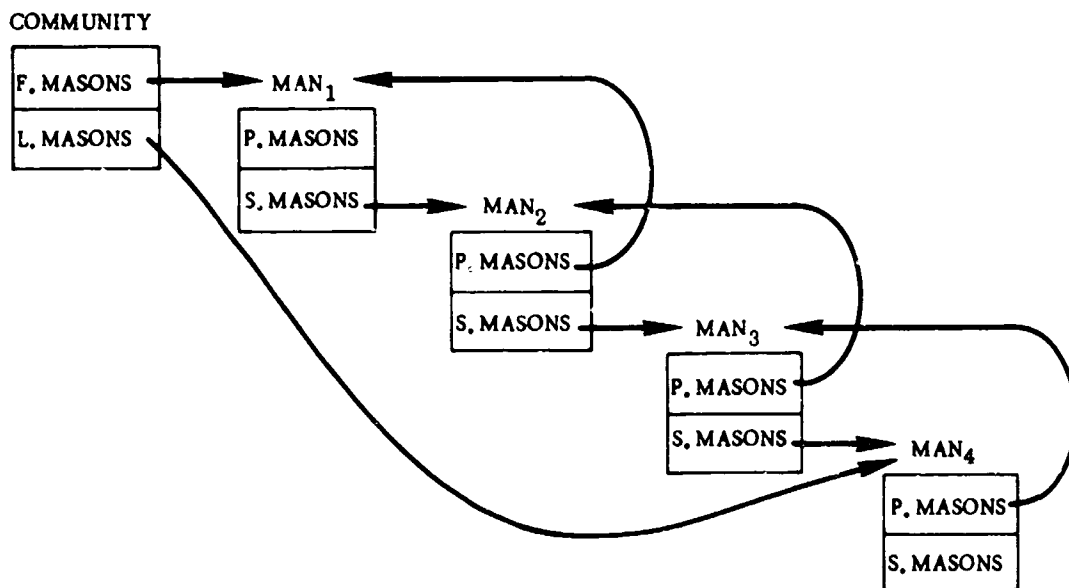 COMMUNITY
F. MASONS
L. MASONS
MAN₁
P. MASONS
S. MASONS
MAN₂
P. MASONS
S. MASONS
MAN₃
P. MASONS
S. MASONS
MAN₄
P. MASONS
S. MASONS